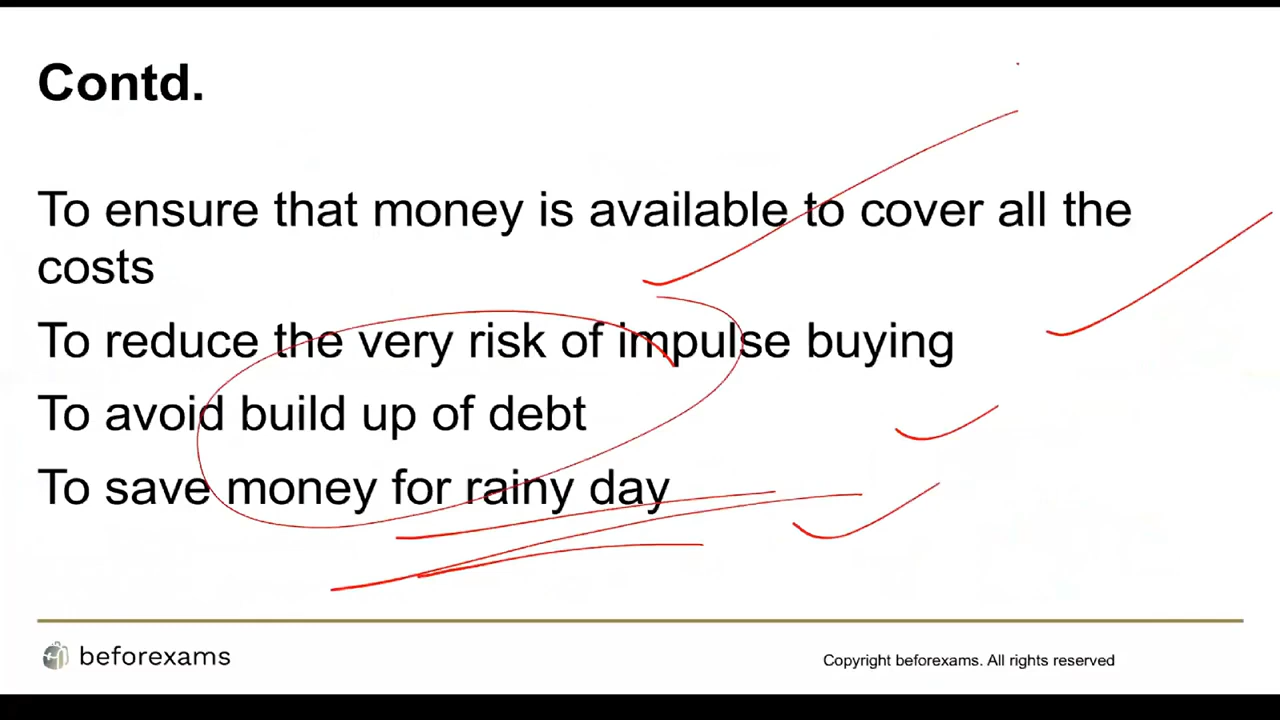 Contd.
To ensure that money is available to cover all the
costs
To reduce the very risk of impulse buying
To avoid build up of debt
To save money for rainy day
beforexams
Copyright beforexams. All rights reserved